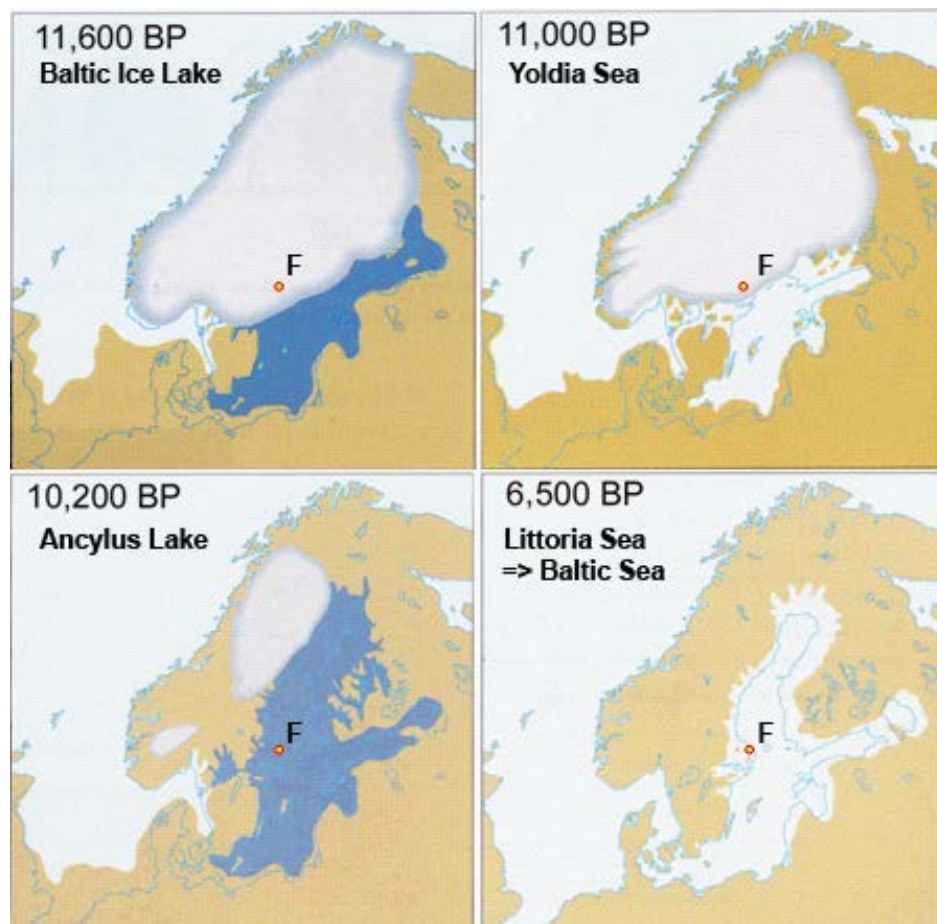 11,600 BP
Baltic Ice Lake
F
11,000 BP
Yoldia Sea
F
10,200 BP
Ancylus Lake
F
6,500 BP
Littoria Sea
=> Baltic Sea
F